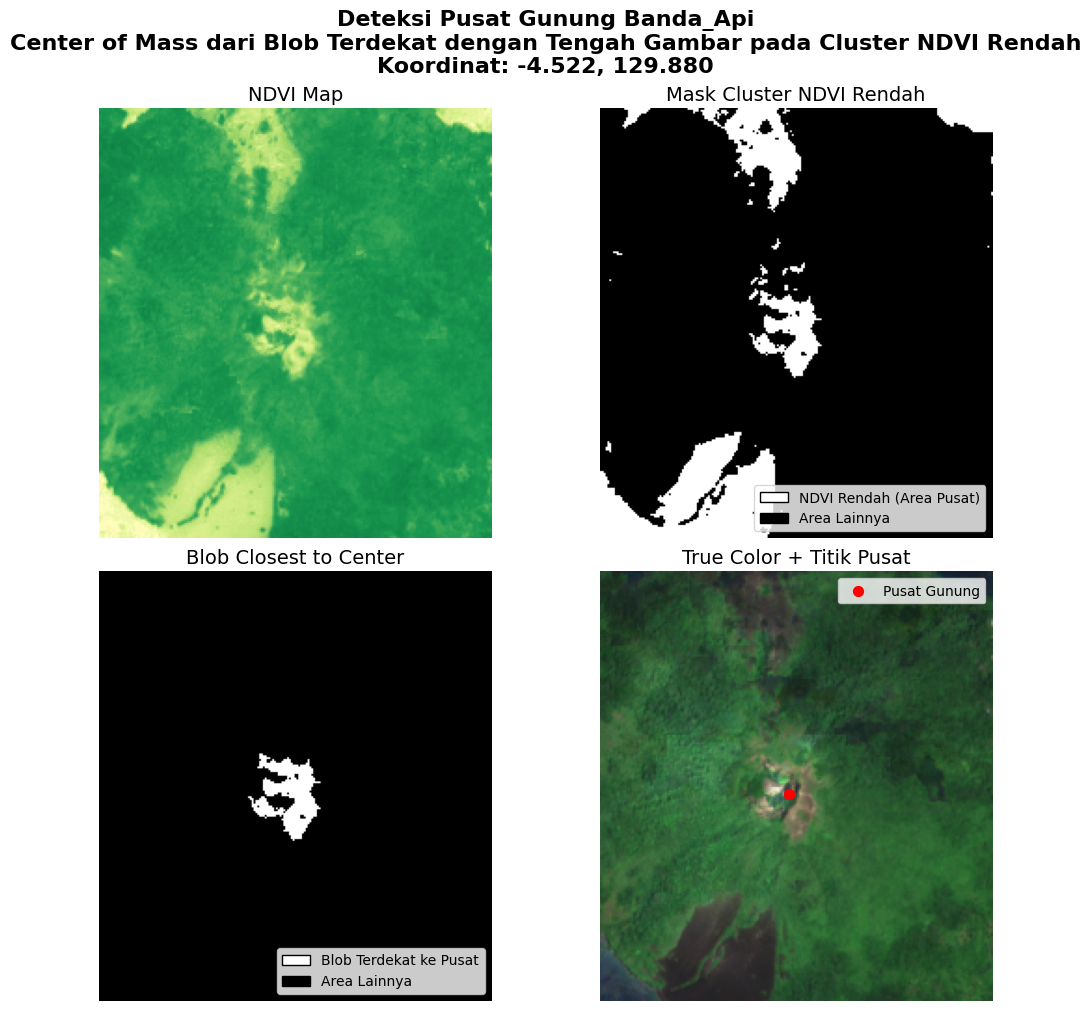 Deteksi Pusat Gunung Banda_Api
Center of Mass dari Blob Terdekat dengan Tengah Gambar pada Cluster NDVI Rendah
Koordinat: -4.522, 129.880
NDVI Map
Mask Cluster NDVI Rendah
NDVI Rendah (Area Pusat)
Area Lainnya
Blob Closest to Center
True Color + Titik Pusat
Pusat Gunung
Blob Terdekat ke Pusat
Area Lainnya